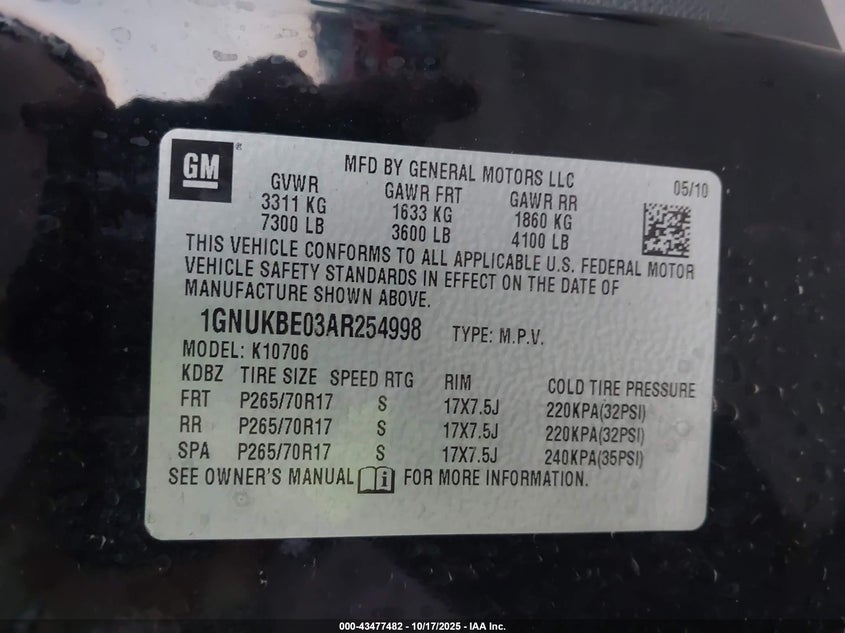 GM
MFD BY GENERAL MOTORS LLC
05/10
GVWR GAWR FRT GAWR RR
3311 KG 1633 KG 1860 KG
7300 LB 3600 LB 4100 LB
THIS VEHICLE CONFORMS TO ALL APPLICABLE U.S. FEDERAL MOTOR
VEHICLE SAFETY STANDARDS IN EFFECT ON THE DATE OF
MANUFACTURE SHOWN ABOVE.
1GNUKBE03AR254998 TYPE: M.P.V.
MODEL: K10706
KDBZ TIRE SIZE SPEED RTG RIM COLD TIRE PRESSURE
FRT P265/70R17 S 17X7.5J 220KPA(32PSI)
RR P265/70R17 S 17X7.5J 220KPA(32PSI)
SPA P265/70R17 S 17X7.5J 240KPA(35PSI)
SEE OWNER'S MANUAL i FOR MORE INFORMATION.
000-43477482 - 10/17/2025 - IAA Inc.